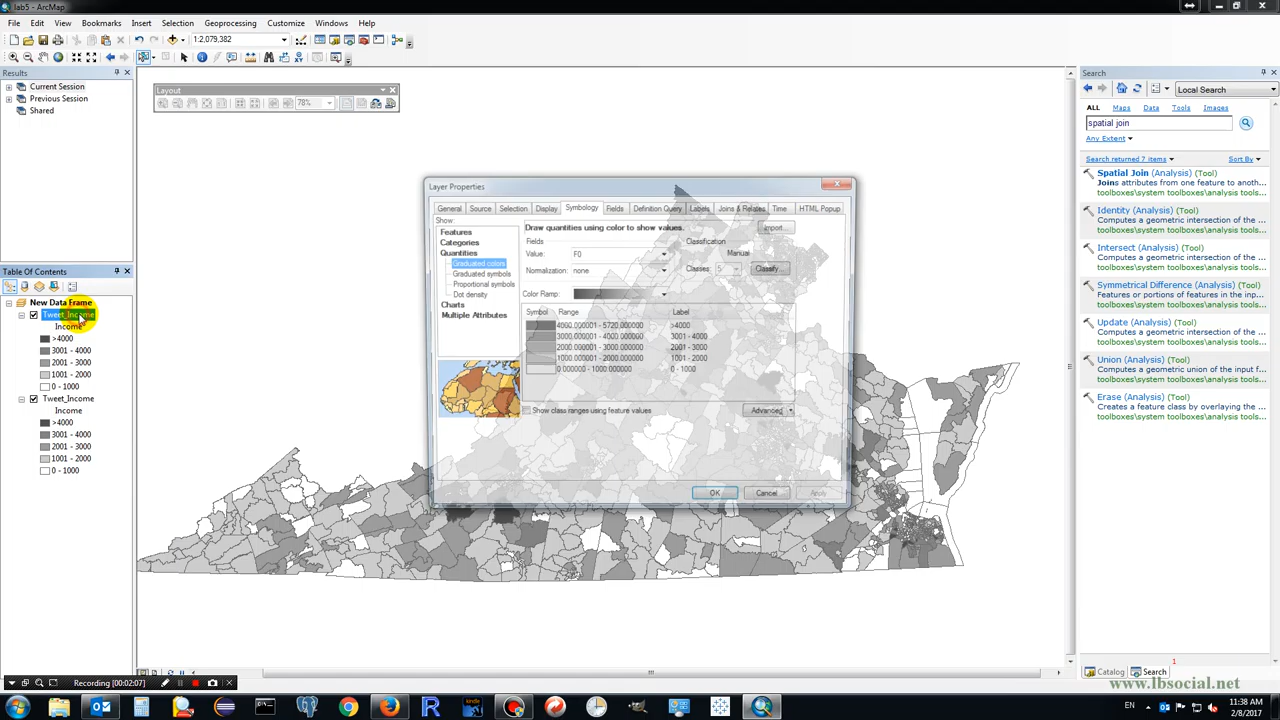 lab5 - ArcMap
File Edit View Bookmarks Insert Selection Geoprocessing Customize Windows Help
1:2,079,382
Results
Current Session
Previous Session
Shared
Table Of Contents
New Data Frame
Tweet_Income
Income
>4000
3001 - 4000
2001 - 3000
1001 - 2000
0 - 1000
Tweet_Income
Income
>4000
3001 - 4000
2001 - 3000
1001 - 2000
0 - 1000
Layout
78%
Layer Properties
General Source Selection Display Symbology Fields Definition Query Labels Joins & Relates Time HTML Popup
Show:
Features
Categories
Quantities
Graduated colors
Graduated symbols
Proportional symbols
Dot density
Charts
Multiple Attributes
Draw quantities using color to show values.
Import...
Fields
Value: F0
Normalization: none
Classification
Manual
Classes: 5 Classify...
Color Ramp:
Symbol Range Label
4000.000001 - 5720.000000 >4000
3000.000001 - 4000.000000 3001 - 4000
2000.000001 - 3000.000000 2001 - 3000
1000.000001 - 2000.000000 1001 - 2000
0.000000 - 1000.000000 0 - 1000
Show class ranges using feature values
Advanced
OK Cancel Apply
Search
Local Search
ALL Maps Data Tools Images
spatial join
Any Extent
Search returned 7 items Sort By
Spatial Join (Analysis) (Tool)
Joins attributes from one feature to anoth...
toolboxes\system toolboxes\analysis tools...
Identity (Analysis) (Tool)
Computes a geometric intersection of the ...
toolboxes\system toolboxes\analysis tools...
Intersect (Analysis) (Tool)
Computes a geometric intersection of the ...
toolboxes\system toolboxes\analysis tools...
Symmetrical Difference (Analysis) (Tool)
Features or portions of features in the inp...
toolboxes\system toolboxes\analysis tools...
Update (Analysis) (Tool)
Computes a geometric intersection of the ...
toolboxes\system toolboxes\analysis tools...
Union (Analysis) (Tool)
Computes a geometric union of the input f...
toolboxes\system toolboxes\analysis tools...
Erase (Analysis) (Tool)
Creates a feature class by overlaying the ...
toolboxes\system toolboxes\analysis tools...
1
Catalog Search
www.lbsocial.net
Recording [00:02:07]
EN
11:38 AM
2/8/2017